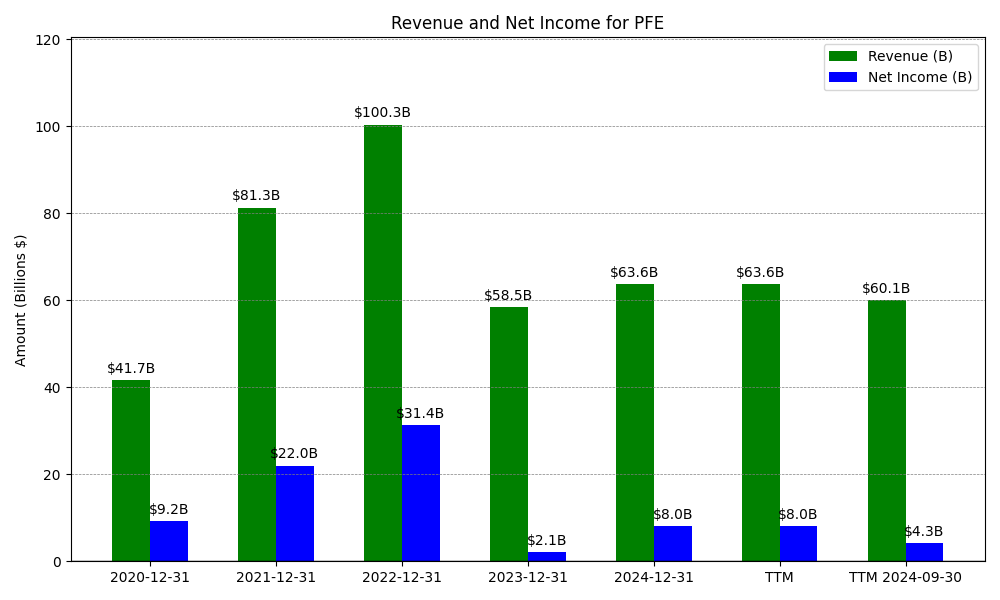 Revenue and Net Income for PFE
Revenue (B)
Net Income (B)
Amount (Billions $)
120
100
80
60
40
20
0
$41.7B
$9.2B
$81.3B
$22.0B
$100.3B
$31.4B
$58.5B
$2.1B
$63.6B
$8.0B
$63.6B
$8.0B
$60.1B
$4.3B
2020-12-31
2021-12-31
2022-12-31
2023-12-31
2024-12-31
TTM
TTM 2024-09-30